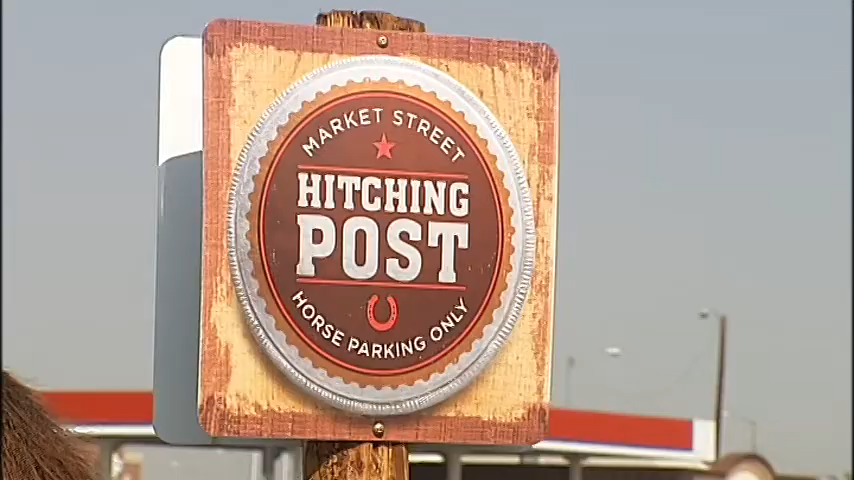 MARKET STREET
HITCHING
POST
HORSE PARKING ONLY